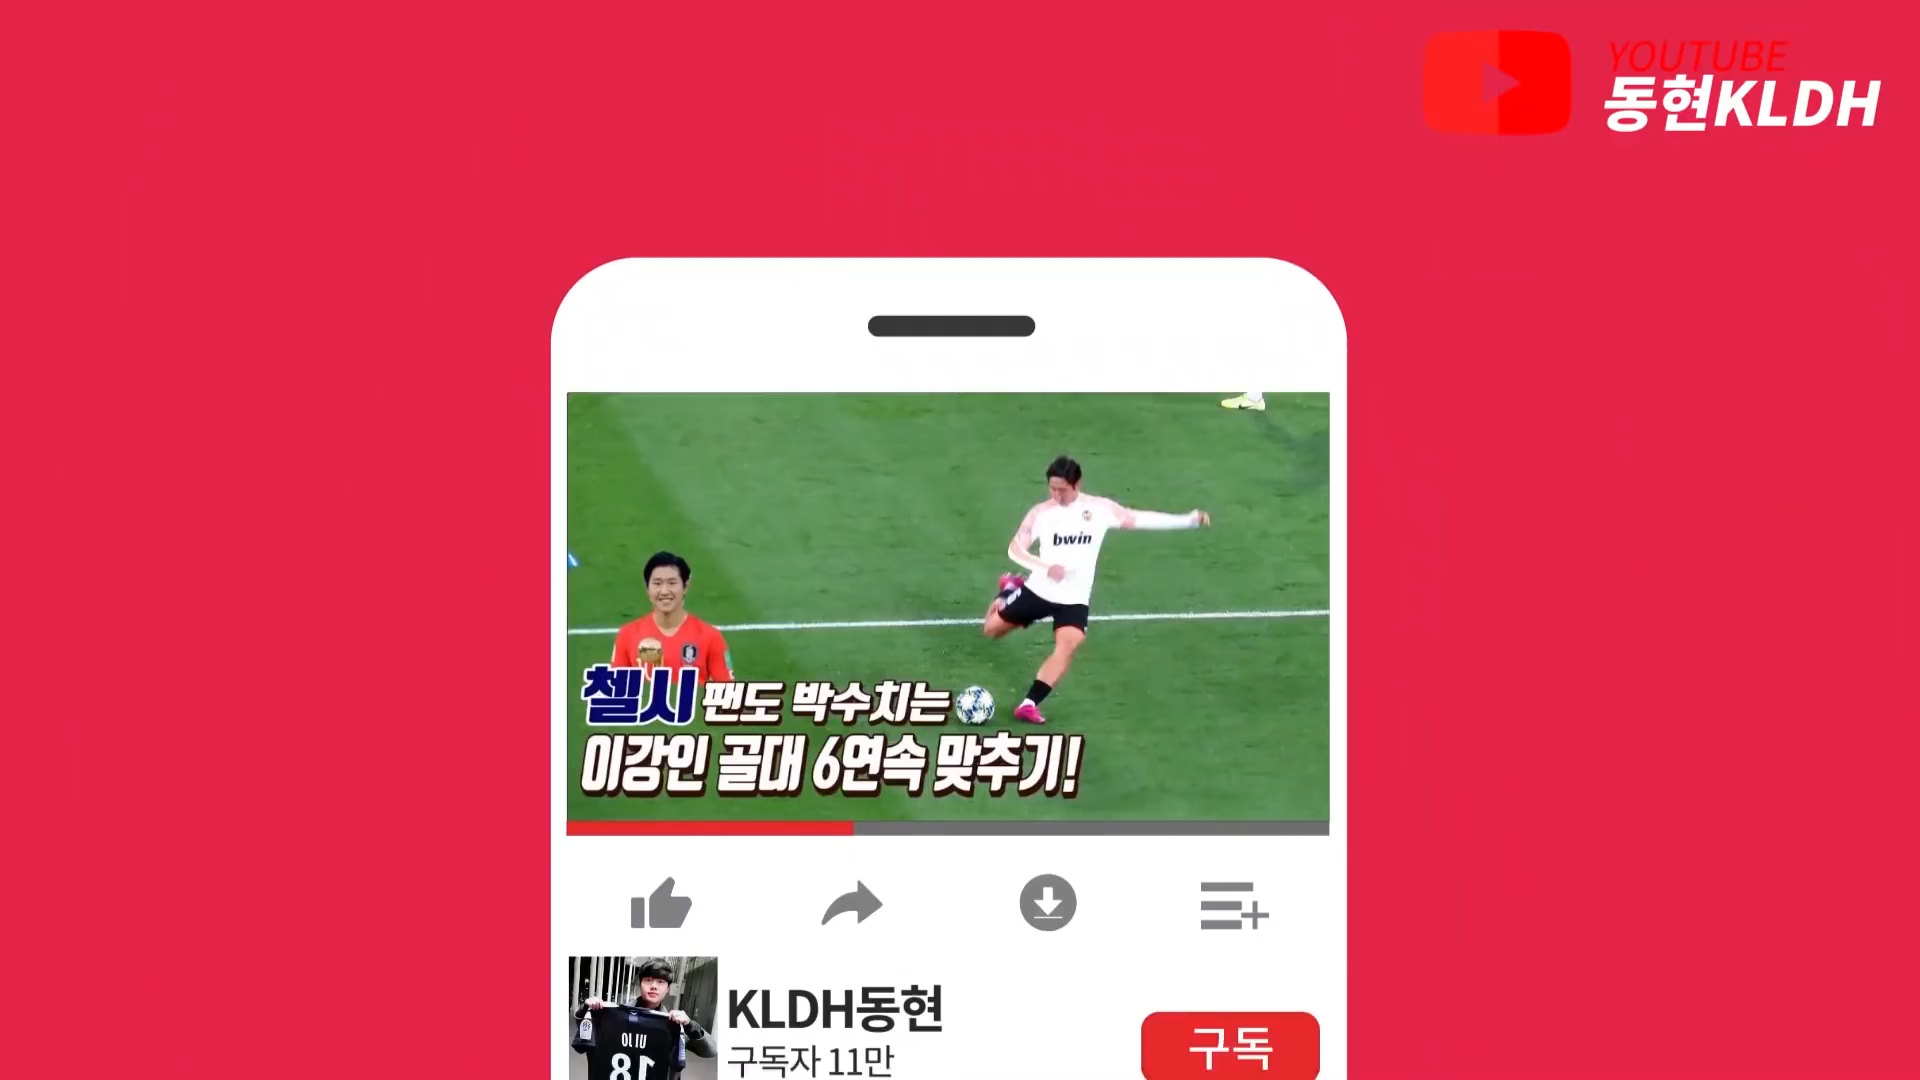 YOUTUBE
동현KLDH
bwin
첼시 팬도 박수치는
이강인 골대 6연속 맞추기!
KLDH동현
구독자 11만
구독